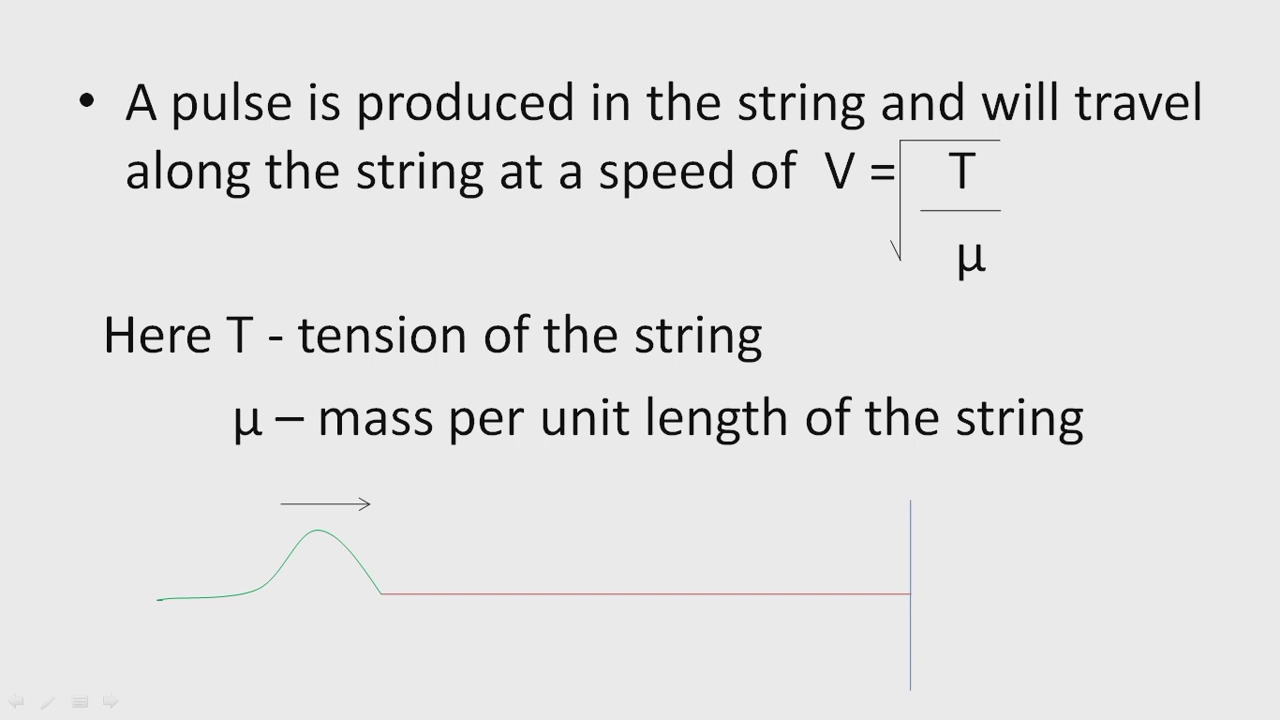 • A pulse is produced in the string and will travel
along the string at a speed of V = √(T/μ)
Here T - tension of the string
μ – mass per unit length of the string